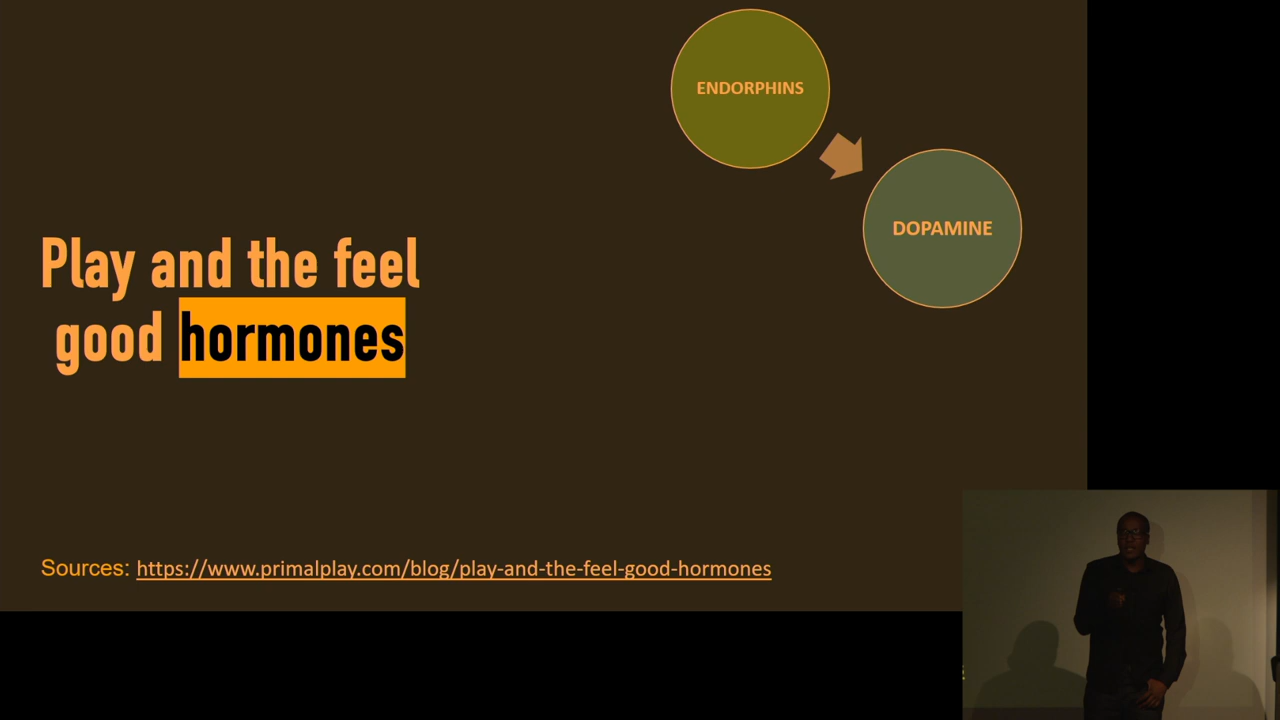 ENDORPHINS
DOPAMINE
Play and the feel
good hormones
Sources: https://www.primalplay.com/blog/play-and-the-feel-good-hormones